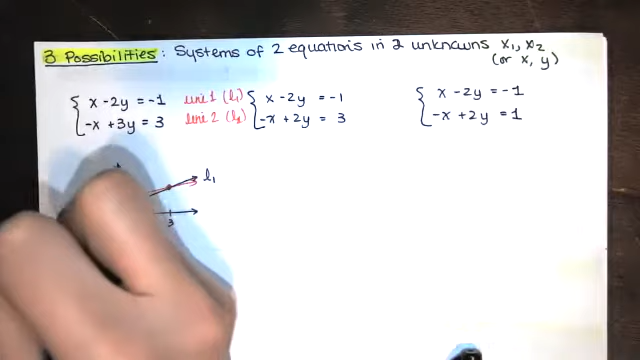 3 Possibilities: Systems of 2 equations in 2 unknowns x₁, x₂
(or x, y)
x - 2y = -1 line 1 (l₁)
-x + 3y = 3 line 2 (l₂)
x - 2y = -1
-x + 2y = 3
x - 2y = -1
-x + 2y = 1
l₁
3